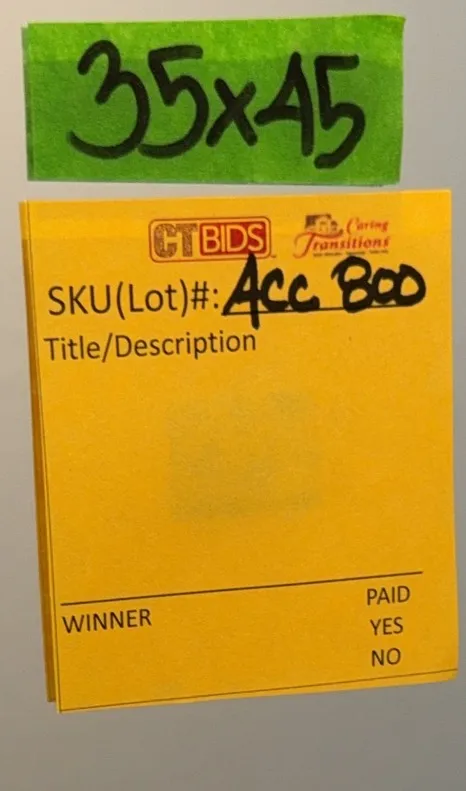 35x45
CTBIDS
Caring
Transitions
SKU(Lot)#: ACC 800
Title/Description
WINNER
PAID
YES
NO